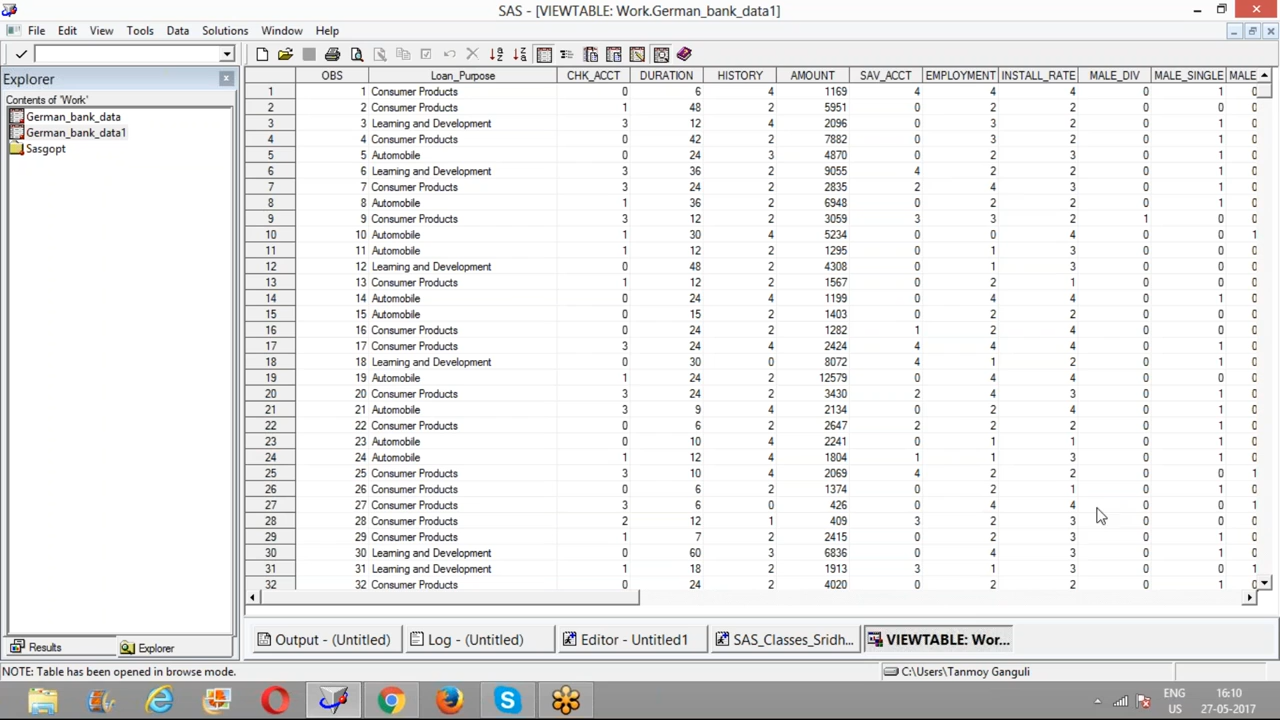 SAS - [VIEWTABLE: Work.German_bank_data1]
File Edit View Tools Data Solutions Window Help
Explorer
Contents of 'Work'
German_bank_data
German_bank_data1
Sasgopt
OBS Loan_Purpose CHK_ACCT DURATION HISTORY AMOUNT SAV_ACCT EMPLOYMENT INSTALL_RATE MALE_DIV MALE_SINGLE MALE
1 1 Consumer Products 0 6 4 1169 4 4 4 0 1 0
2 2 Consumer Products 1 48 2 5951 0 2 2 0 0 0
3 3 Learning and Development 3 12 4 2096 0 3 2 0 1 0
4 4 Consumer Products 0 42 2 7882 0 3 2 0 1 0
5 5 Automobile 0 24 3 4870 0 2 3 0 1 0
6 6 Learning and Development 3 36 2 9055 4 2 2 0 1 0
7 7 Consumer Products 3 24 2 2835 2 4 3 0 1 0
8 8 Automobile 1 36 2 6948 0 2 2 0 1 0
9 9 Consumer Products 3 12 2 3059 3 3 2 1 0 0
10 10 Automobile 1 30 4 5234 0 0 4 0 0 1
11 11 Automobile 1 12 2 1295 0 1 3 0 0 0
12 12 Learning and Development 0 48 2 4308 0 1 3 0 0 0
13 13 Consumer Products 1 12 2 1567 0 2 1 0 0 0
14 14 Automobile 0 24 4 1199 0 4 4 0 1 0
15 15 Automobile 0 15 2 1403 0 2 2 0 0 0
16 16 Consumer Products 0 24 2 1282 1 2 4 0 0 0
17 17 Consumer Products 3 24 4 2424 4 4 4 0 1 0
18 18 Learning and Development 0 30 0 8072 4 1 2 0 1 0
19 19 Automobile 1 24 2 12579 0 4 4 0 0 0
20 20 Consumer Products 3 24 2 3430 2 4 3 0 1 0
21 21 Automobile 3 9 4 2134 0 2 4 0 1 0
22 22 Consumer Products 0 6 2 2647 2 2 2 0 1 0
23 23 Automobile 0 10 4 2241 0 1 1 0 1 0
24 24 Automobile 1 12 4 1804 1 1 3 0 1 0
25 25 Consumer Products 3 10 4 2069 4 2 2 0 0 1
26 26 Consumer Products 0 6 2 1374 0 2 1 0 1 0
27 27 Consumer Products 3 6 0 426 0 4 4 0 0 1
28 28 Consumer Products 2 12 1 409 3 2 3 0 0 0
29 29 Consumer Products 1 7 2 2415 0 2 3 0 1 0
30 30 Learning and Development 0 60 3 6836 0 4 3 0 1 0
31 31 Learning and Development 1 18 2 1913 3 1 3 0 0 1
32 32 Consumer Products 0 24 2 4020 0 2 2 0 1 0
Results Explorer
Output - (Untitled) Log - (Untitled) Editor - Untitled1 SAS_Classes_Sridh... VIEWTABLE: Wor...
NOTE: Table has been opened in browse mode. C:\Users\Tanmoy Ganguli
ENG 16:10
US 27-05-2017